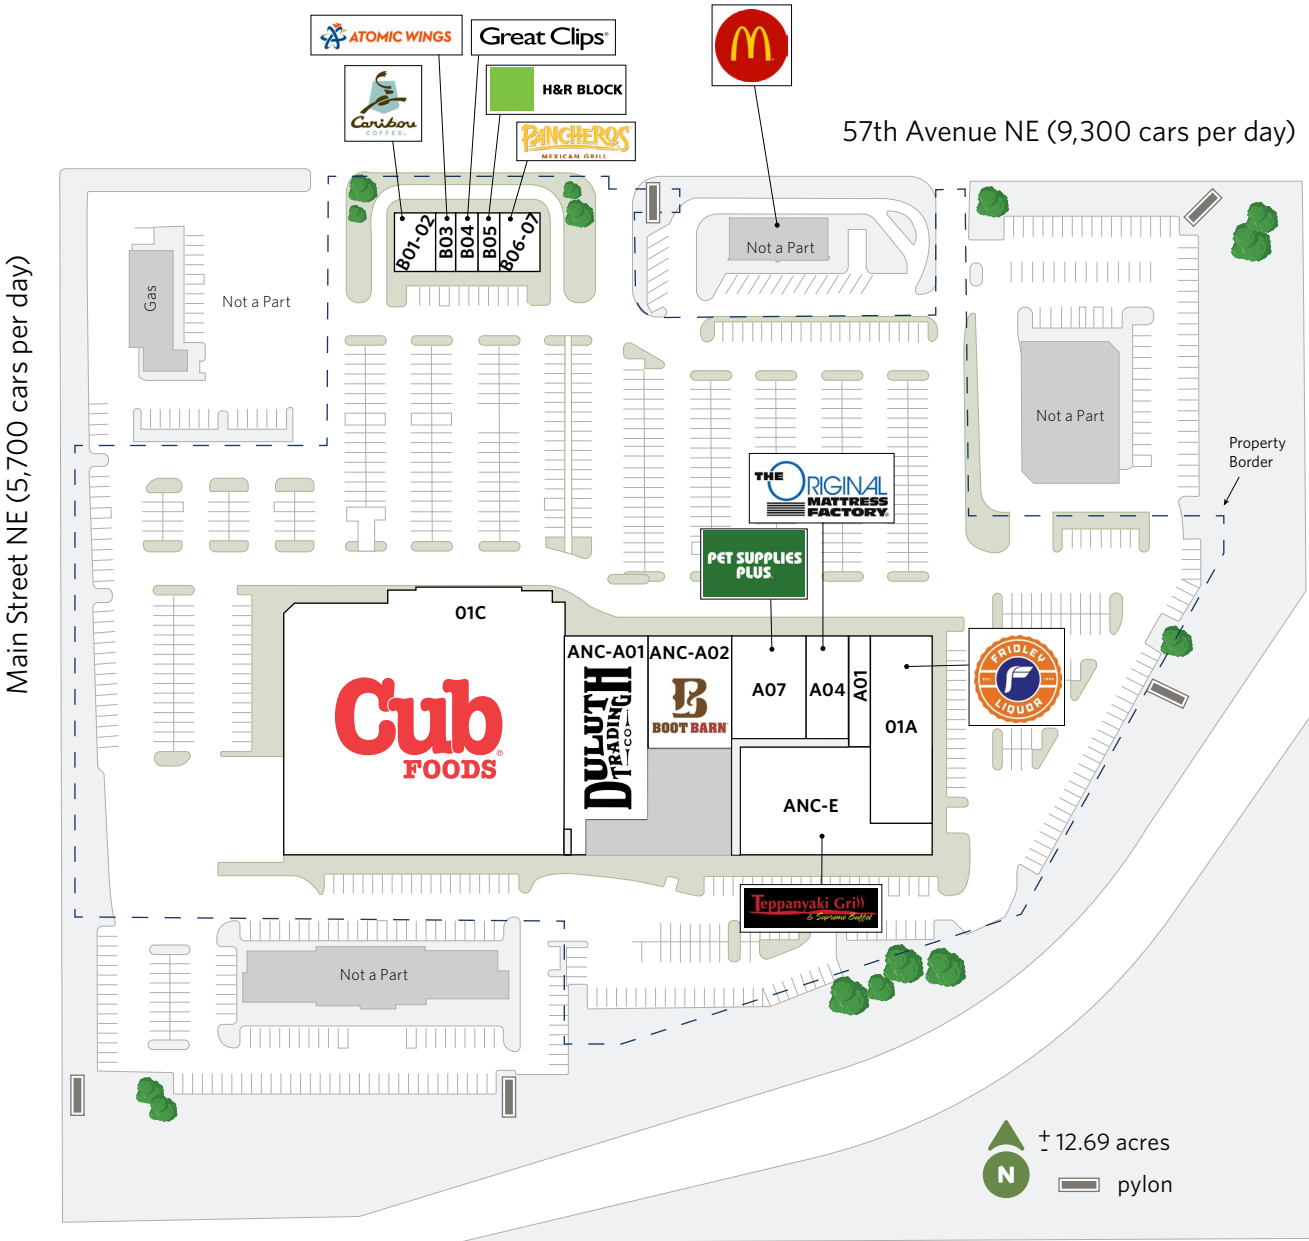 ATOMIC WINGS
Great Clips®
Caribou
COFFEE
H&R BLOCK
PANCHEROS
MEXICAN GRILL
57th Avenue NE (9,300 cars per day)
B01-02
B03
B04
B05
B06-07
Not a Part
Gas
Not a Part
Not a Part
Main Street NE (5,700 cars per day)
Property
Border
THE ORIGINAL
MATTRESS
FACTORY
PET SUPPLIES
PLUS
01C
Cub
FOODS
ANC-A01
DULUTH
TRADING
CO
ANC-A02
B
BOOT BARN
A07
A04
A01
01A
FRIDLEY
F
LIQUOR
ANC-E
Teppanyaki Grill
& Supreme Buffet
Not a Part
± 12.69 acres
N
pylon